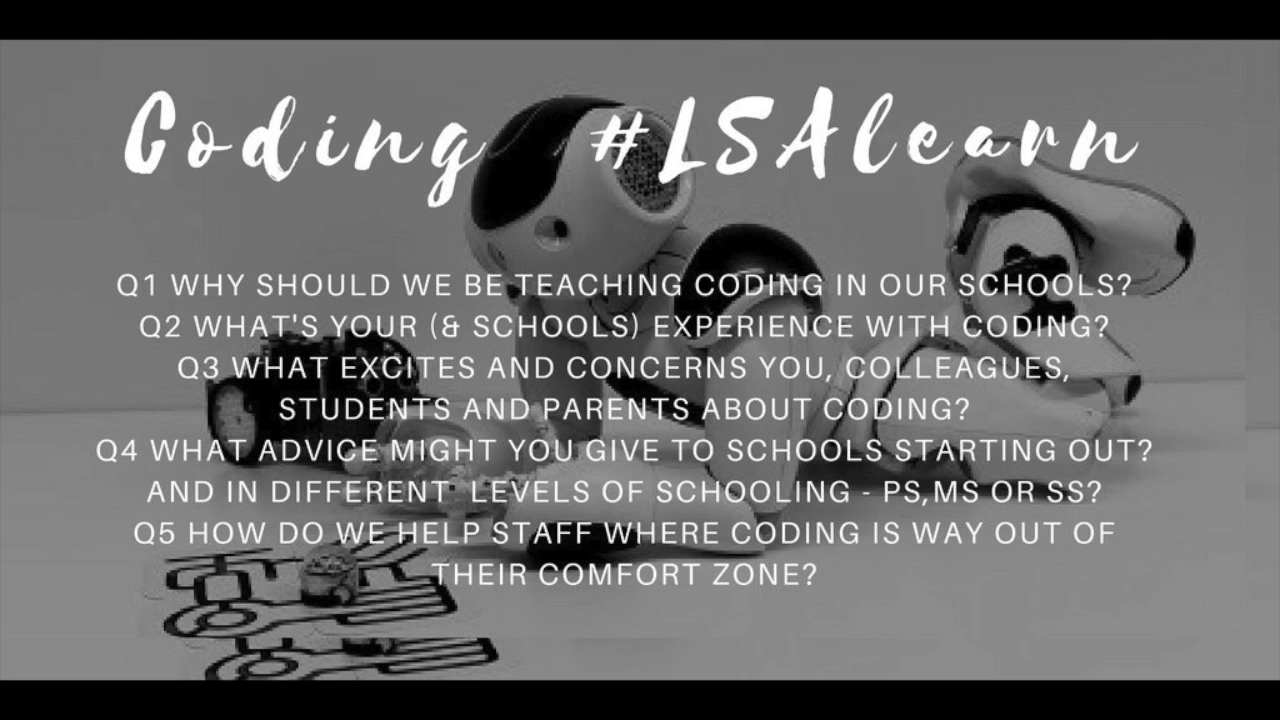 Coding #LSAlearn
Q1 WHY SHOULD WE BE TEACHING CODING IN OUR SCHOOLS?
Q2 WHAT'S YOUR (& SCHOOLS) EXPERIENCE WITH CODING?
Q3 WHAT EXCITES AND CONCERNS YOU, COLLEAGUES,
STUDENTS AND PARENTS ABOUT CODING?
Q4 WHAT ADVICE MIGHT YOU GIVE TO SCHOOLS STARTING OUT?
AND IN DIFFERENT LEVELS OF SCHOOLING - PS,MS OR SS?
Q5 HOW DO WE HELP STAFF WHERE CODING IS WAY OUT OF
THEIR COMFORT ZONE?